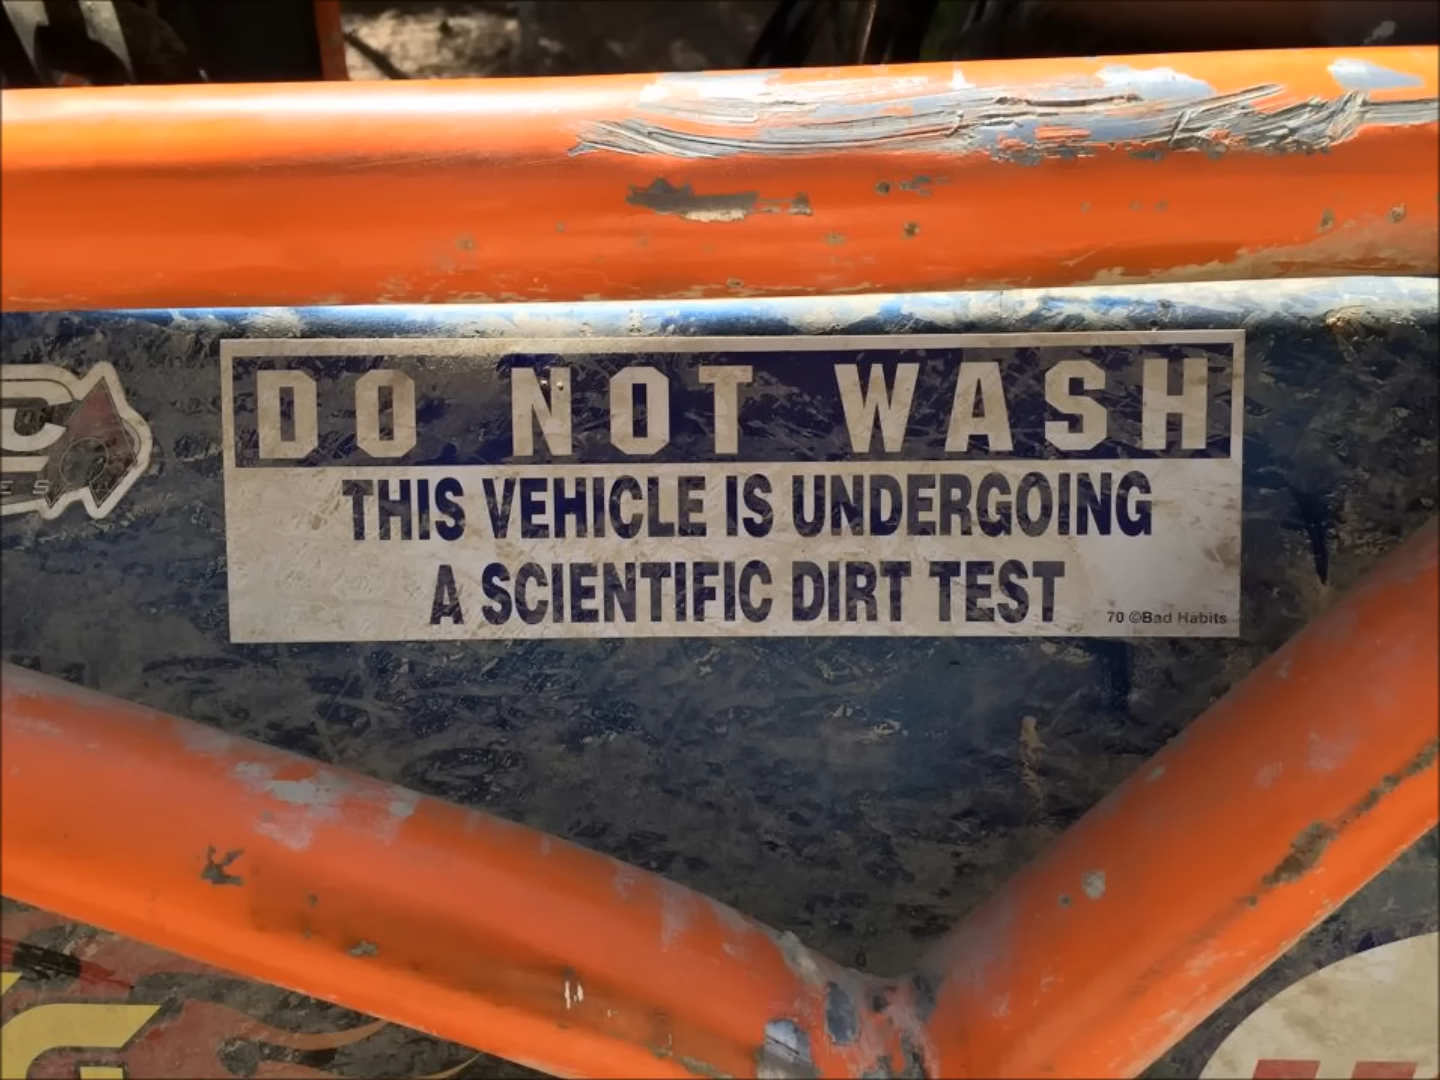 DO NOT WASH
THIS VEHICLE IS UNDERGOING
A SCIENTIFIC DIRT TEST
70 ©Bad Habits